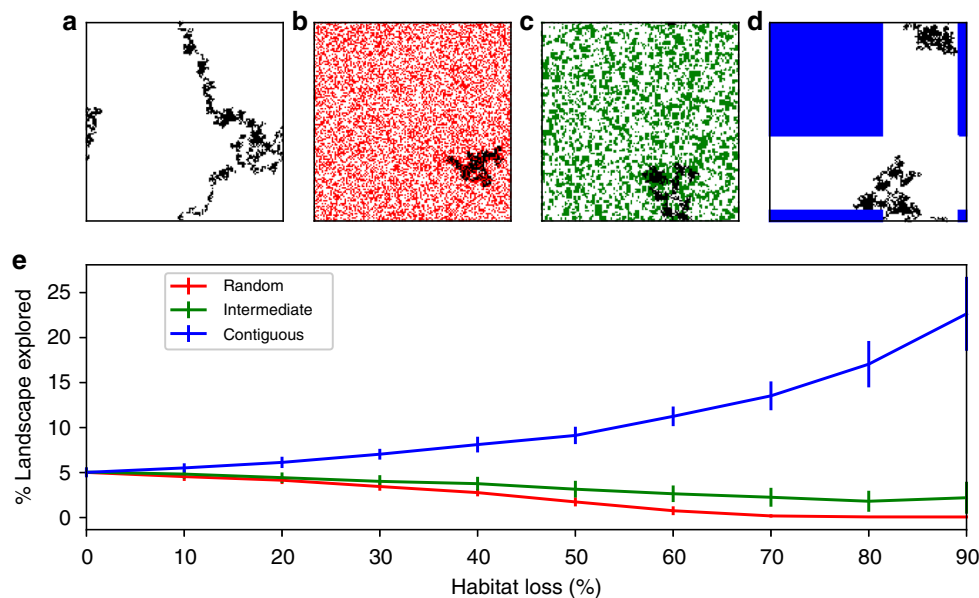 a b c d
e
25
20
15
10
5
0
% Landscape explored
Random
Intermediate
Contiguous
0 10 20 30 40 50 60 70 80 90
Habitat loss (%)